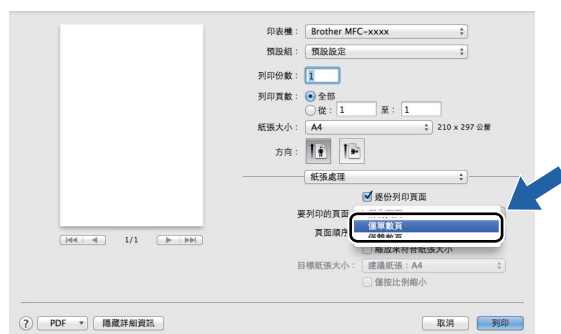 印表機： Brother MFC-xxxx
預設組： 預設設定
列印份數： 1
列印頁數： 全部
從： 1 至： 1
紙張大小： A4 210 x 297 公釐
方向：
紙張處理
逐份列印頁面
要列印的頁面
僅單數頁
頁面順序
僅雙數頁
縮放來符合紙張大小
目標紙張大小： 建議紙張：A4
僅按比例縮小
1/1
? PDF 隱藏詳細資訊 取消 列印